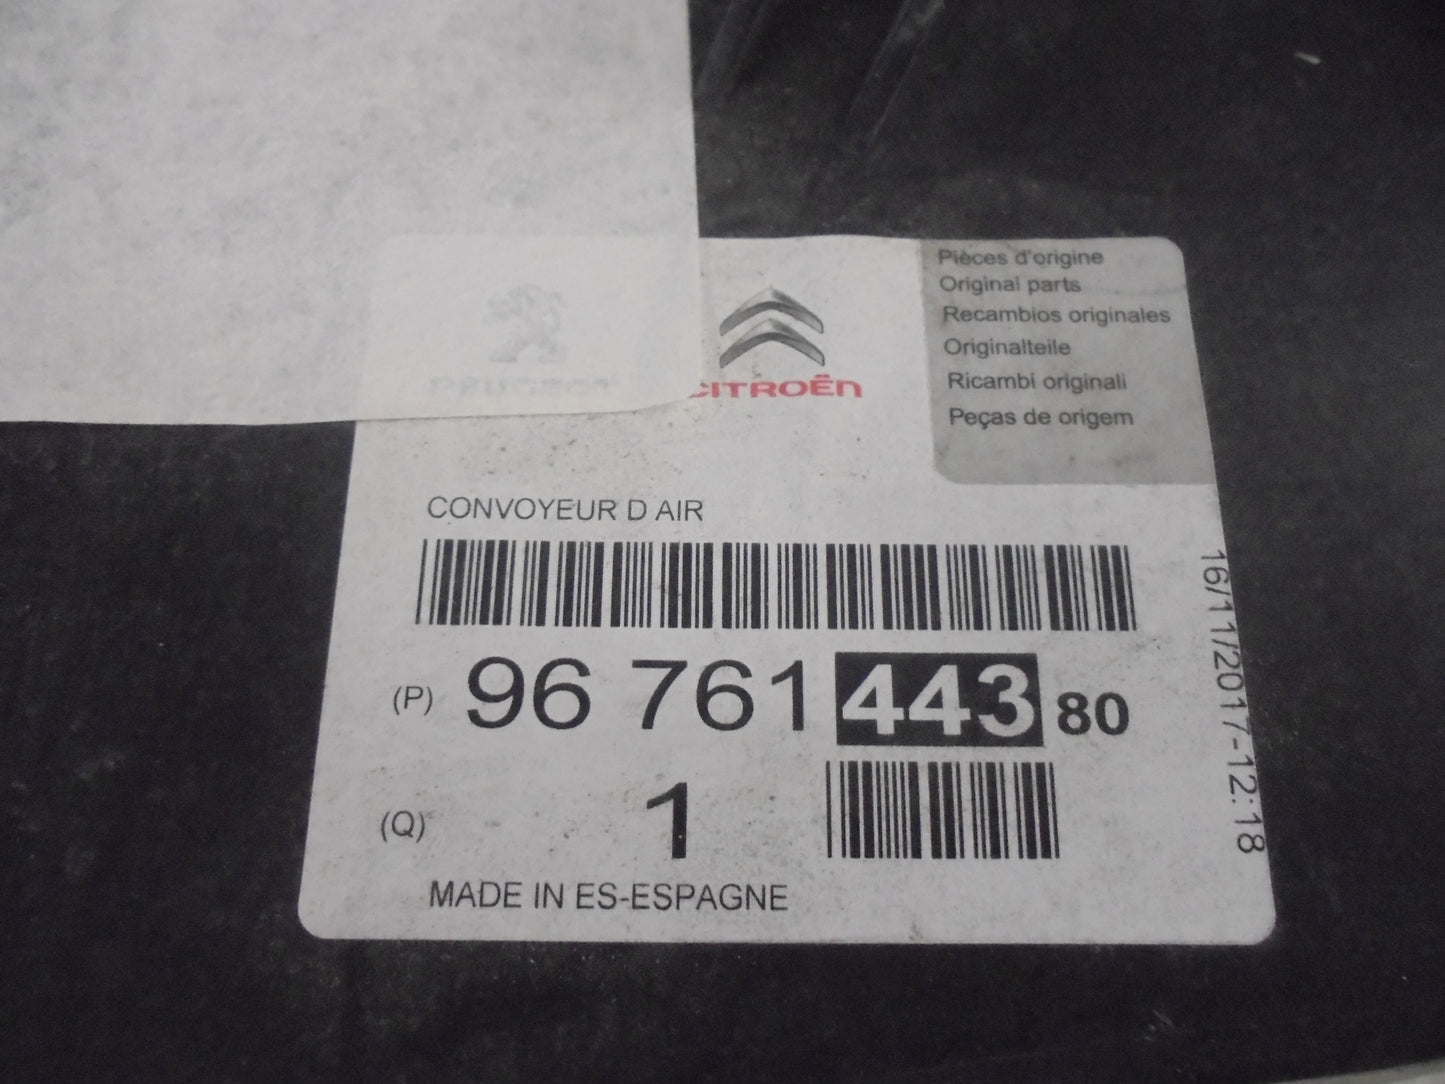 PEUGEOT
CITROËN
Pièces d'origine
Original parts
Recambios originales
Originalteile
Ricambi originali
Peças de origem
CONVOYEUR D AIR
(P) 96 761 443 80
(Q) 1
MADE IN ES-ESPAGNE
16/11/2017-12:18